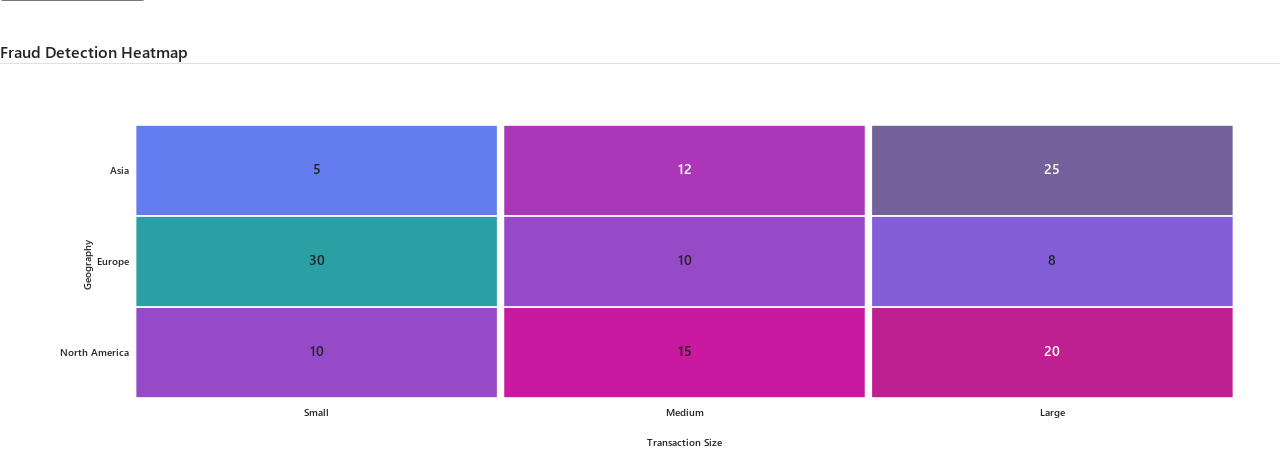 Fraud Detection Heatmap
Asia
5
12
25
Geography
Europe
30
10
8
North America
10
15
20
Small
Medium
Large
Transaction Size